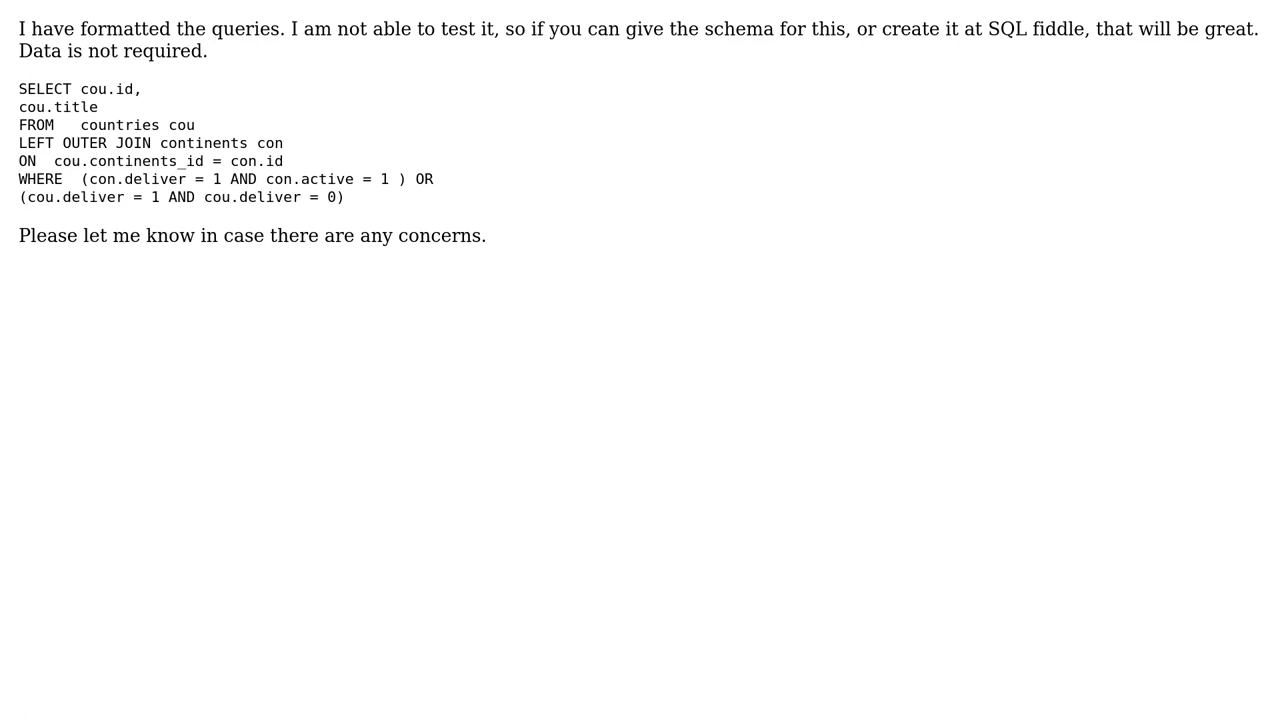 I have formatted the queries. I am not able to test it, so if you can give the schema for this, or create it at SQL fiddle, that will be great.
Data is not required.
SELECT cou.id,
cou.title
FROM   countries cou
LEFT OUTER JOIN continents con
ON  cou.continents_id = con.id
WHERE  (con.deliver = 1 AND con.active = 1 ) OR
(cou.deliver = 1 AND cou.deliver = 0)
Please let me know in case there are any concerns.